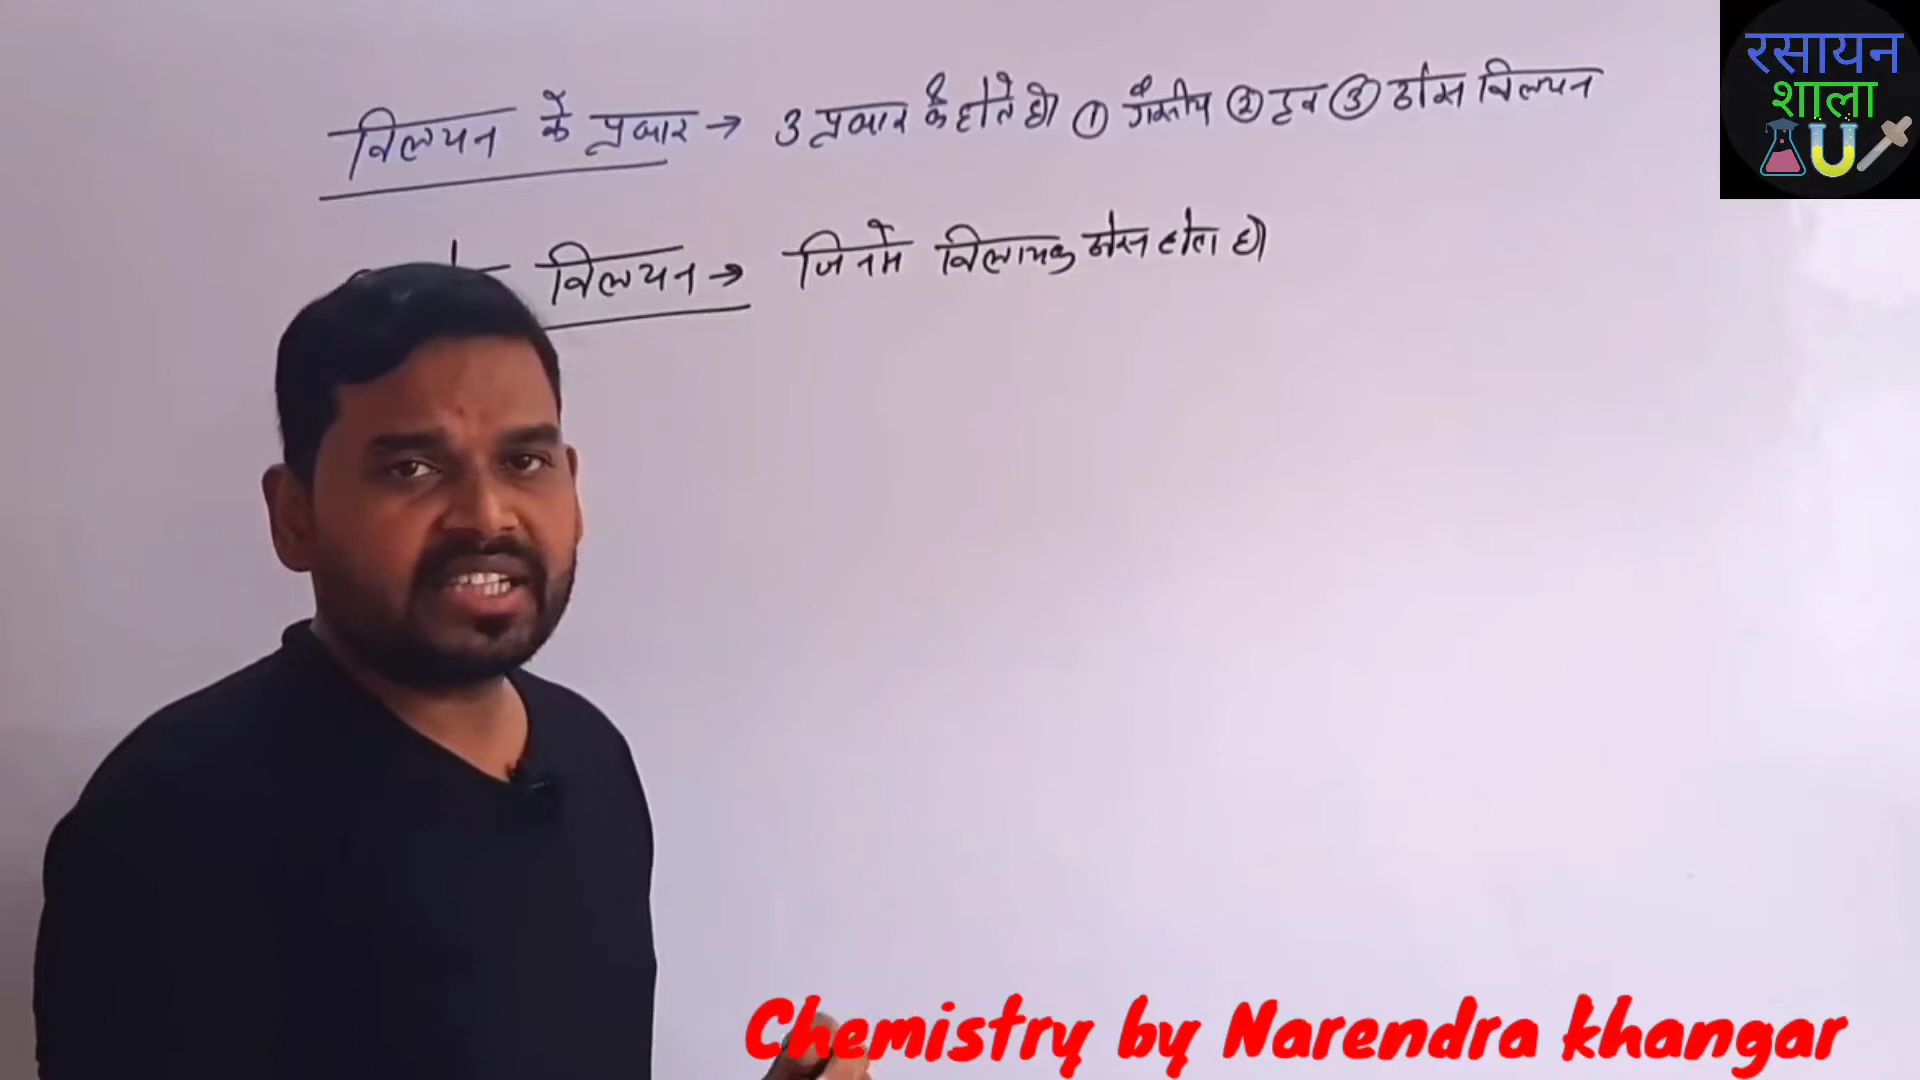 रसायन
शाला
विलयन के प्रकार → 3 प्रकार के होते है। ① गैसीय ② द्रव ③ ठोस विलयन
विलयन → जिनमे विलायक ठोस होता है।
Chemistry by Narendra khangar